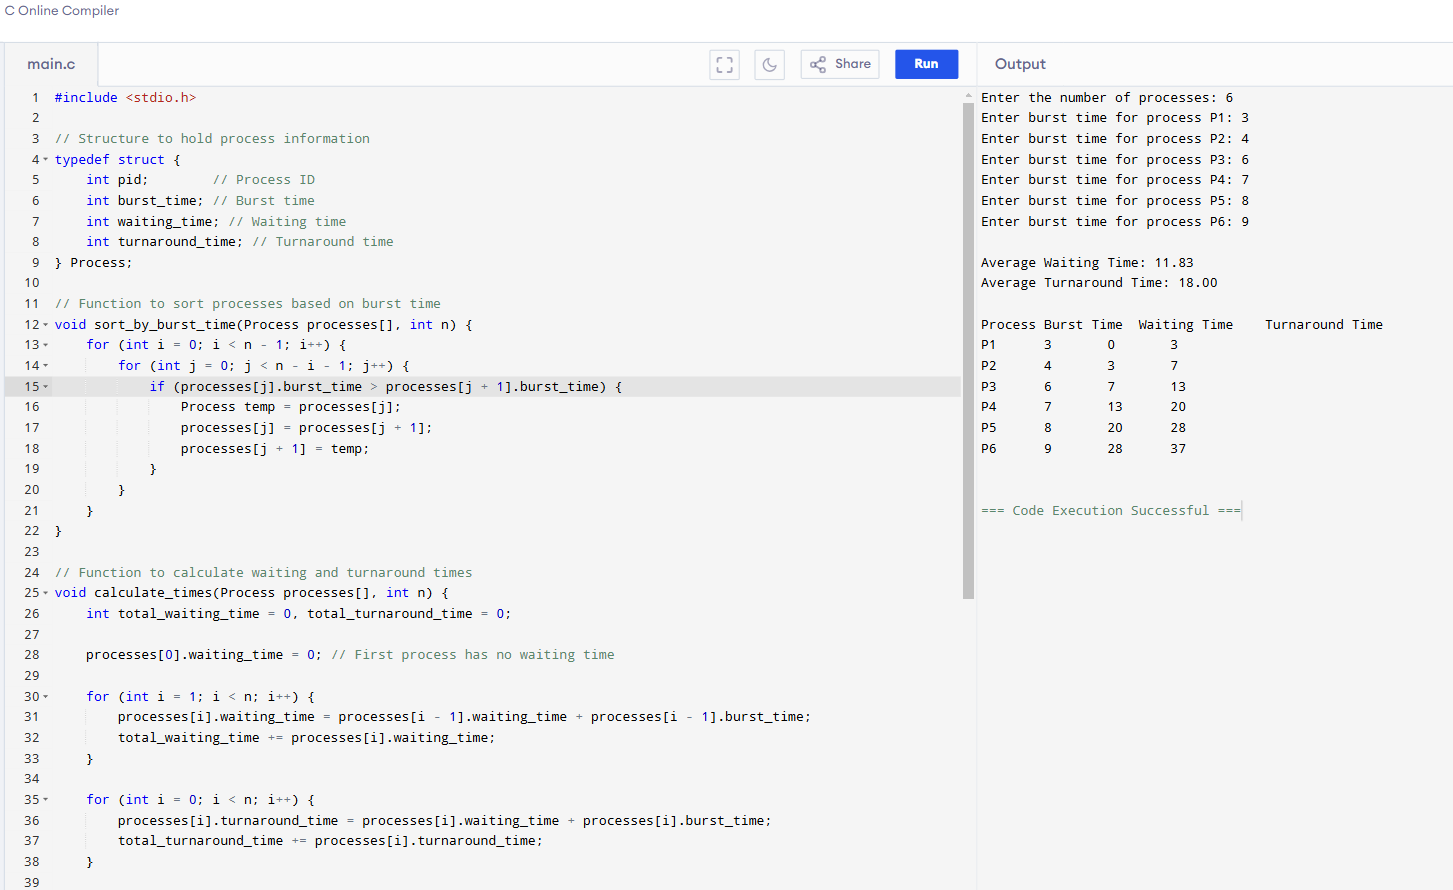 C Online Compiler
main.c
Share
Run
Output
1 #include <stdio.h>
2
3 // Structure to hold process information
4 typedef struct {
5     int pid;        // Process ID
6     int burst_time; // Burst time
7     int waiting_time; // Waiting time
8     int turnaround_time; // Turnaround time
9 } Process;
10
11 // Function to sort processes based on burst time
12 void sort_by_burst_time(Process processes[], int n) {
13     for (int i = 0; i < n - 1; i++) {
14         for (int j = 0; j < n - i - 1; j++) {
15             if (processes[j].burst_time > processes[j + 1].burst_time) {
16                 Process temp = processes[j];
17                 processes[j] = processes[j + 1];
18                 processes[j + 1] = temp;
19             }
20         }
21     }
22 }
23
24 // Function to calculate waiting and turnaround times
25 void calculate_times(Process processes[], int n) {
26     int total_waiting_time = 0, total_turnaround_time = 0;
27
28     processes[0].waiting_time = 0; // First process has no waiting time
29
30     for (int i = 1; i < n; i++) {
31         processes[i].waiting_time = processes[i - 1].waiting_time + processes[i - 1].burst_time;
32         total_waiting_time += processes[i].waiting_time;
33     }
34
35     for (int i = 0; i < n; i++) {
36         processes[i].turnaround_time = processes[i].waiting_time + processes[i].burst_time;
37         total_turnaround_time += processes[i].turnaround_time;
38     }
39
Enter the number of processes: 6
Enter burst time for process P1: 3
Enter burst time for process P2: 4
Enter burst time for process P3: 6
Enter burst time for process P4: 7
Enter burst time for process P5: 8
Enter burst time for process P6: 9
Average Waiting Time: 11.83
Average Turnaround Time: 18.00
Process Burst Time  Waiting Time    Turnaround Time
P1      3       0       3
P2      4       3       7
P3      6       7       13
P4      7       13      20
P5      8       20      28
P6      9       28      37
=== Code Execution Successful ===